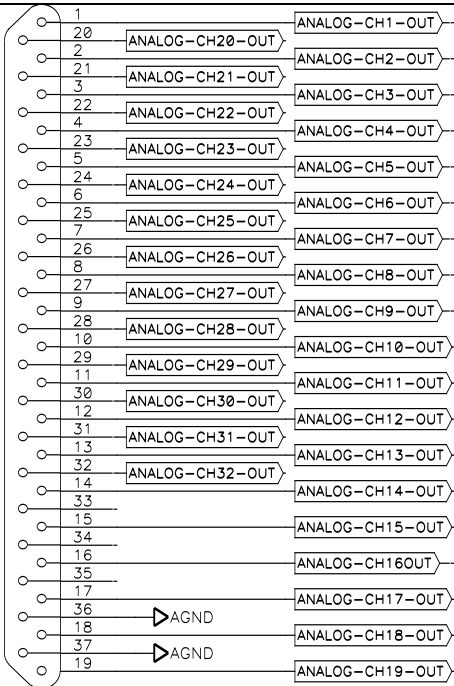 1 ANALOG-CH1-OUT
20 ANALOG-CH20-OUT
2 ANALOG-CH2-OUT
21 ANALOG-CH21-OUT
3 ANALOG-CH3-OUT
22 ANALOG-CH22-OUT
4 ANALOG-CH4-OUT
23 ANALOG-CH23-OUT
5 ANALOG-CH5-OUT
24 ANALOG-CH24-OUT
6 ANALOG-CH6-OUT
25 ANALOG-CH25-OUT
7 ANALOG-CH7-OUT
26 ANALOG-CH26-OUT
8 ANALOG-CH8-OUT
27 ANALOG-CH27-OUT
9 ANALOG-CH9-OUT
28 ANALOG-CH28-OUT
10 ANALOG-CH10-OUT
29 ANALOG-CH29-OUT
11 ANALOG-CH11-OUT
30 ANALOG-CH30-OUT
12 ANALOG-CH12-OUT
31 ANALOG-CH31-OUT
13 ANALOG-CH13-OUT
32 ANALOG-CH32-OUT
14 ANALOG-CH14-OUT
33
15 ANALOG-CH15-OUT
34
16 ANALOG-CH16OUT
35
17 ANALOG-CH17-OUT
36 AGND
18 ANALOG-CH18-OUT
37 AGND
19 ANALOG-CH19-OUT